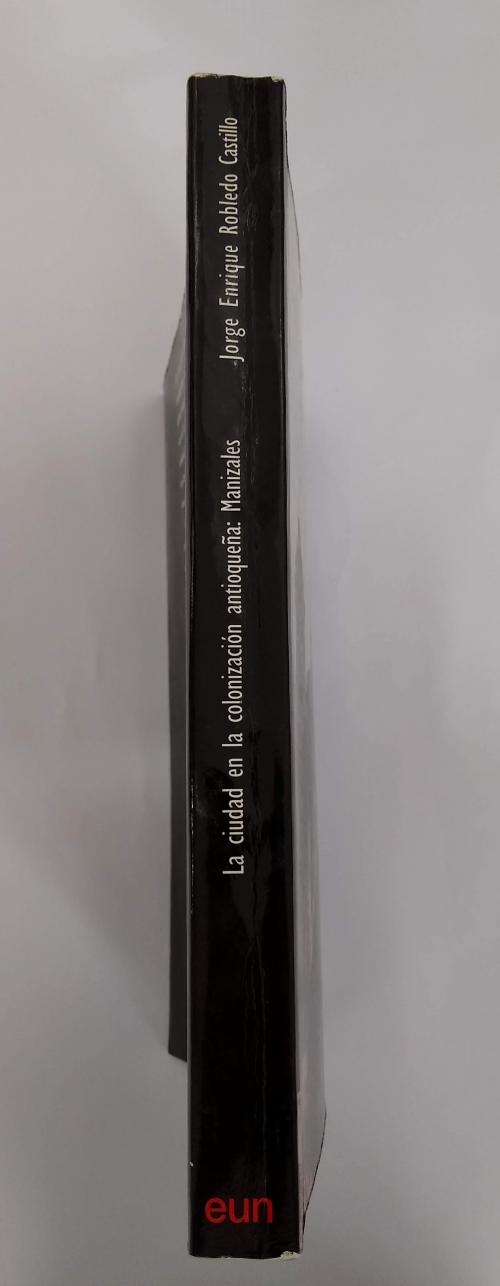 La ciudad en la colonización antioqueña: Manizales
Jorge Enrique Robledo Castillo
eun